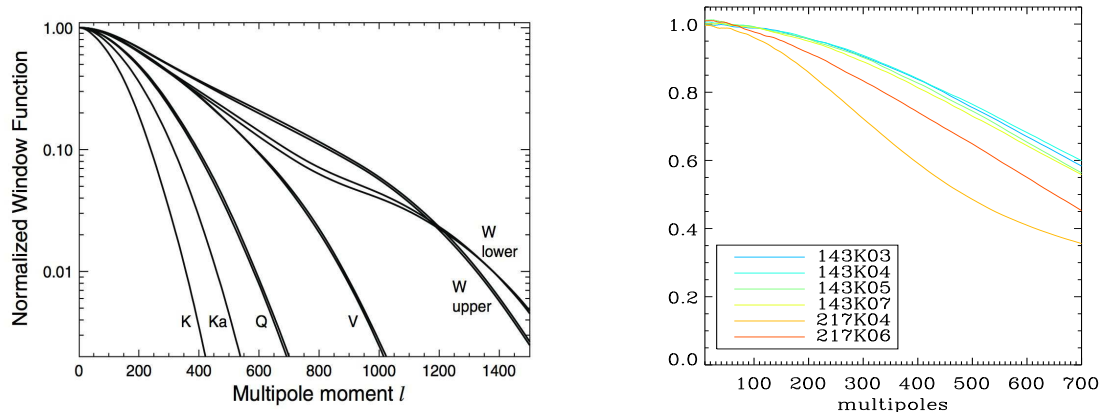 Normalized Window Function
1.00
0.10
0.01
K
Ka
Q
V
W
lower
W
upper
0 200 400 600 800 1000 1200 1400
Multipole moment l
1.0
0.8
0.6
0.4
0.2
0.0
143K03
143K04
143K05
143K07
217K04
217K06
100 200 300 400 500 600 700
multipoles